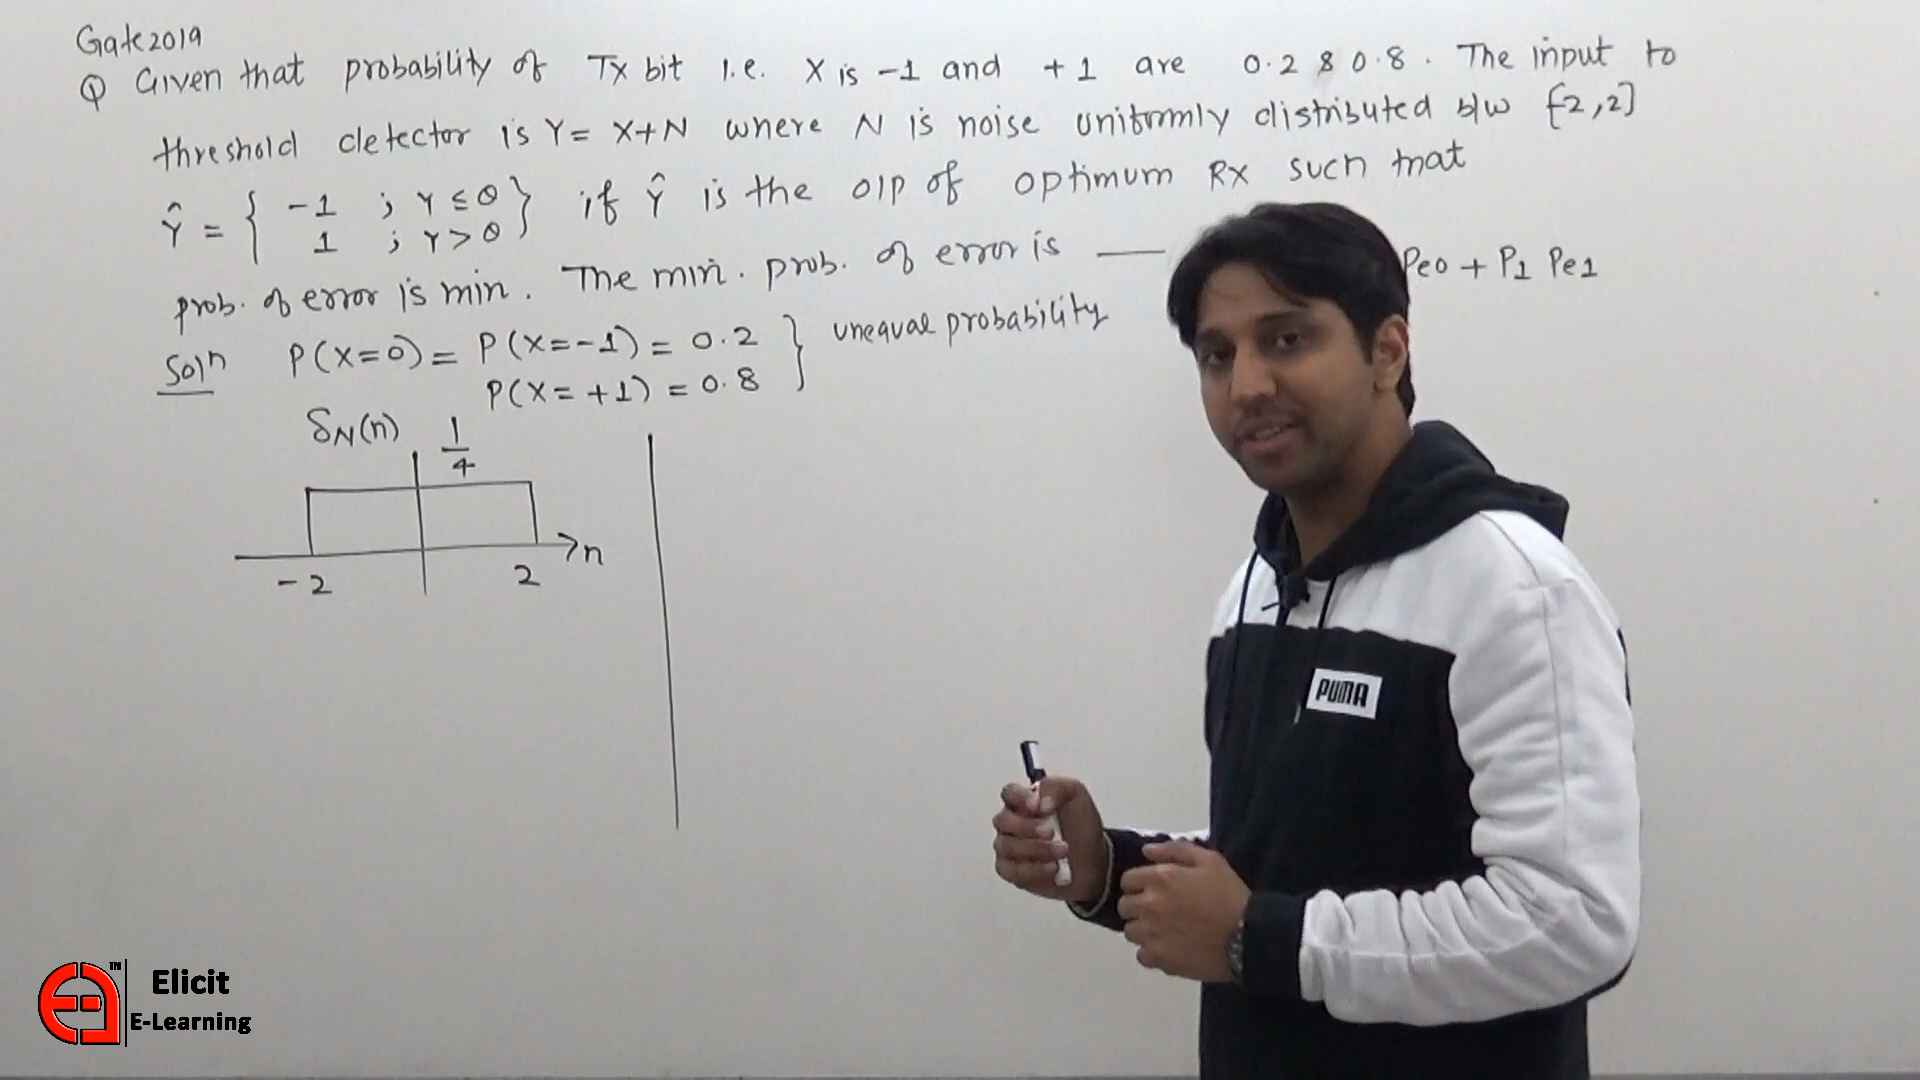 Gate 2019
Q Given that probability of Tx bit i.e. X is -1 and +1 are 0.2 & 0.8. The input to
threshold detector is Y = X+N where N is noise uniformly distributed b/w [-2,2]
Ŷ = { -1 ; Y ≤ θ
1 ; Y > θ } if Ŷ is the o/p of optimum Rx such that
prob. of error is min. The min. prob. of error is —
Pe0 + P1 Pe1
Soln P(X=0) = P(X=-1) = 0.2
P(X=+1) = 0.8 } unequal probability
δN(n) 1/4
-2 2 n
PUMA
TM
Elicit
E-Learning